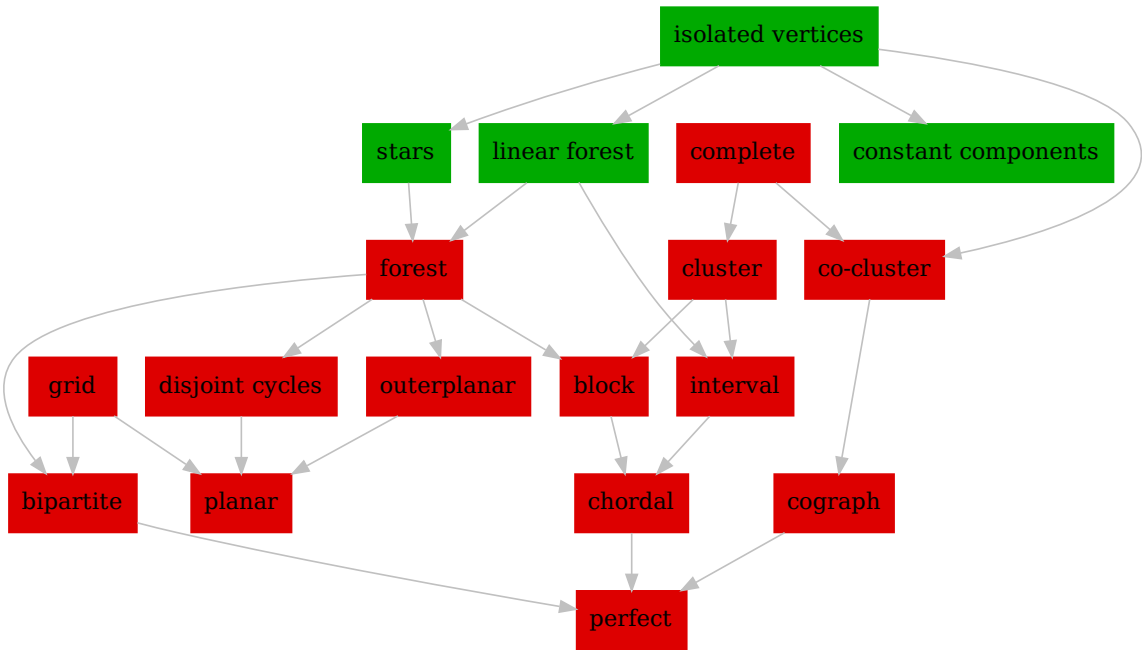 isolated vertices
stars
linear forest
complete
constant components
forest
cluster
co-cluster
grid
disjoint cycles
outerplanar
block
interval
bipartite
planar
chordal
cograph
perfect